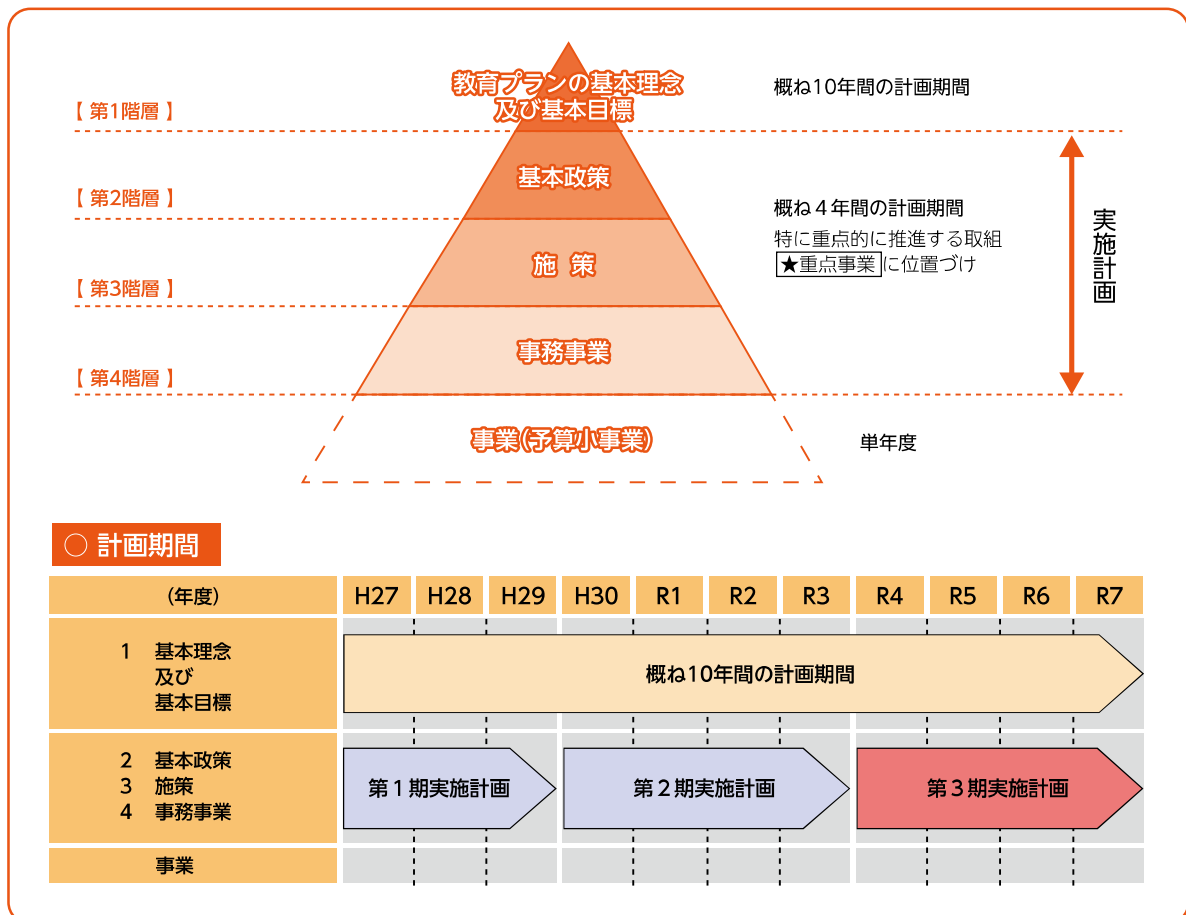 教育プランの基本理念
及び基本目標
概ね10年間の計画期間
【 第1階層 】
基本政策
【 第2階層 】
概ね4年間の計画期間
特に重点的に推進する取組
★重点事業 に位置づけ
実施計画
施 策
【 第3階層 】
事務事業
【 第4階層 】
事業(予算小事業)
単年度
○ 計画期間
(年度) H27 H28 H29 H30 R1 R2 R3 R4 R5 R6 R7
1 基本理念
及び
基本目標
概ね10年間の計画期間
2 基本政策
3 施策
4 事務事業
第1期実施計画 第2期実施計画 第3期実施計画
事業